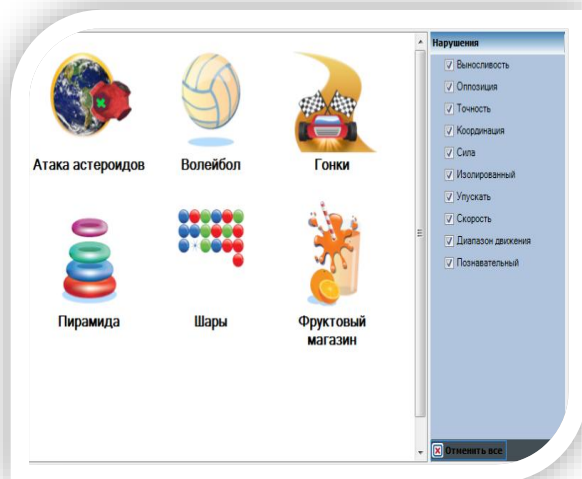 Нарушения
Выносливость
Оппозиция
Точность
Координация
Сила
Изолированный
Упускать
Скорость
Диапазон движения
Познавательный
Атака астероидов
Волейбол
Гонки
Пирамида
Шары
Фруктовый
магазин
Отменить все